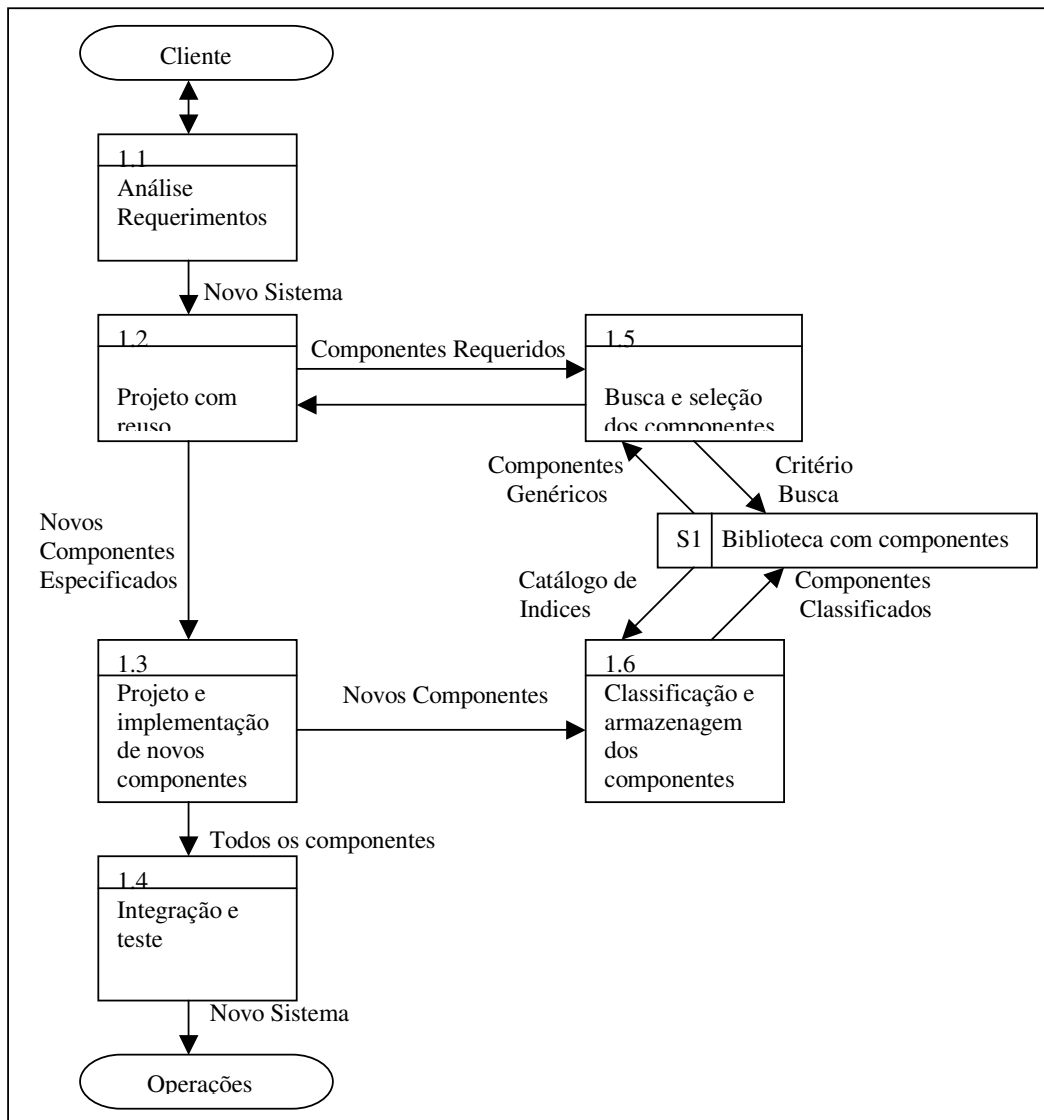 Cliente
1.1
Análise
Requerimentos
Novo Sistema
1.2
Projeto com
reuso
Componentes Requeridos
1.5
Busca e seleção
dos componentes
Componentes
Genéricos
Critério
Busca
S1 Biblioteca com componentes
Novos
Componentes
Especificados
Catálogo de
Indices
Componentes
Classificados
1.3
Projeto e
implementação
de novos
componentes
Novos Componentes
1.6
Classificação e
armazenagem
dos
componentes
Todos os componentes
1.4
Integração e
teste
Novo Sistema
Operações